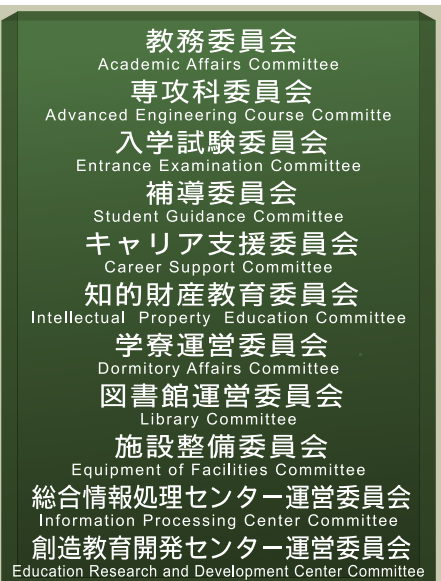 教務委員会
Academic Affairs Committee
専攻科委員会
Advanced Engineering Course Committe
入学試験委員会
Entrance Examination Committee
補導委員会
Student Guidance Committee
キャリア支援委員会
Career Support Committee
知的財産教育委員会
Intellectual Property Education Committee
学寮運営委員会
Dormitory Affairs Committee
図書館運営委員会
Library Committee
施設整備委員会
Equipment of Facilities Committee
総合情報処理センター運営委員会
Information Processing Center Committee
創造教育開発センター運営委員会
Education Research and Development Center Committee